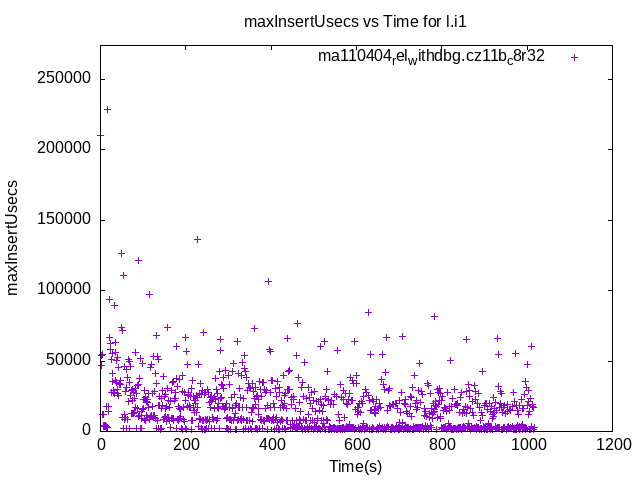 maxInsertUsecs vs Time for l.i1
ma110404_rel_withdbg.cz11b_c8r32
250000
200000
150000
100000
50000
0
maxInsertUsecs
0 200 400 600 800 1000 1200
Time(s)